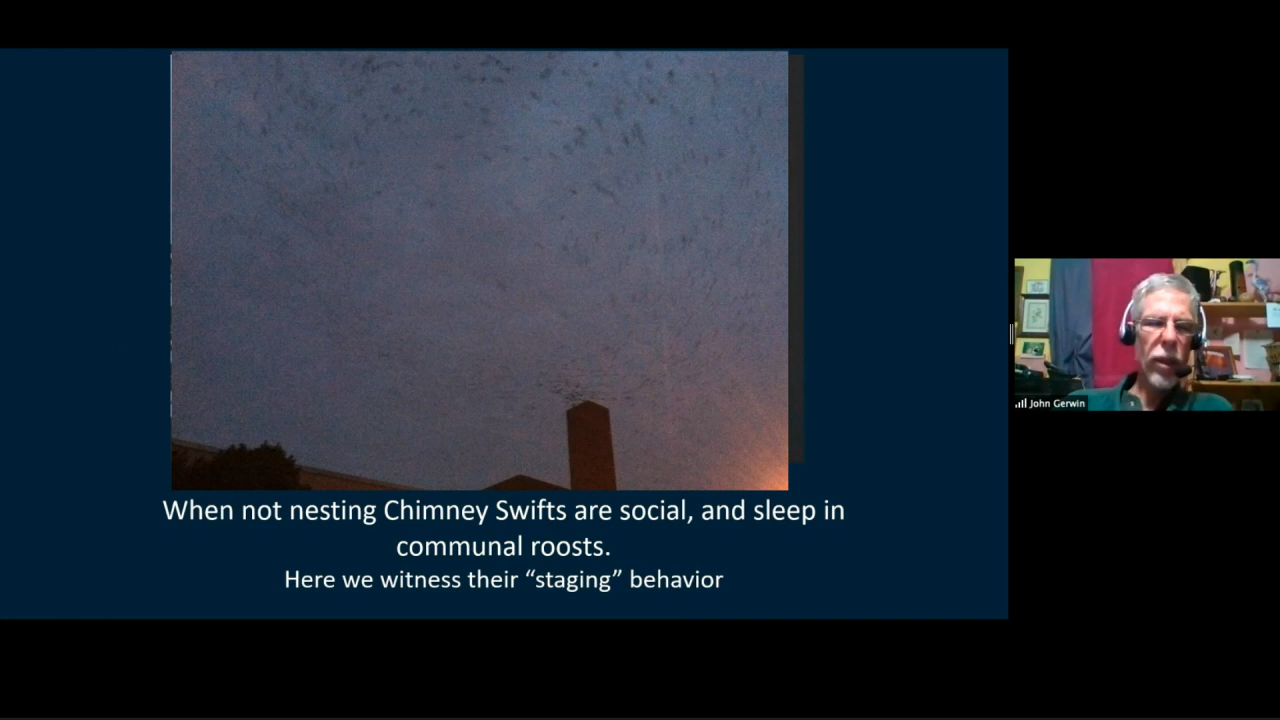 When not nesting Chimney Swifts are social, and sleep in
communal roosts.
Here we witness their “staging” behavior
John Gerwin